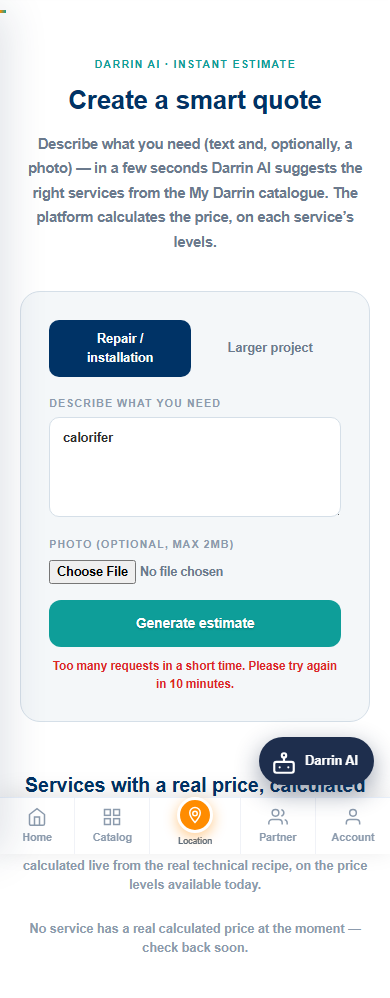 DARRIN AI · INSTANT ESTIMATE
Create a smart quote
Describe what you need (text and, optionally, a
photo) — in a few seconds Darrin AI suggests the
right services from the My Darrin catalogue. The
platform calculates the price, on each service's
levels.
Repair /
installation
Larger project
DESCRIBE WHAT YOU NEED
calorifer
PHOTO (OPTIONAL, MAX 2MB)
Choose File No file chosen
Generate estimate
Too many requests in a short time. Please try again
in 10 minutes.
Darrin AI
Services with a real price, calculated
Home
Catalog
Location
Partner
Account
calculated live from the real technical recipe, on the price
levels available today.
No service has a real calculated price at the moment —
check back soon.